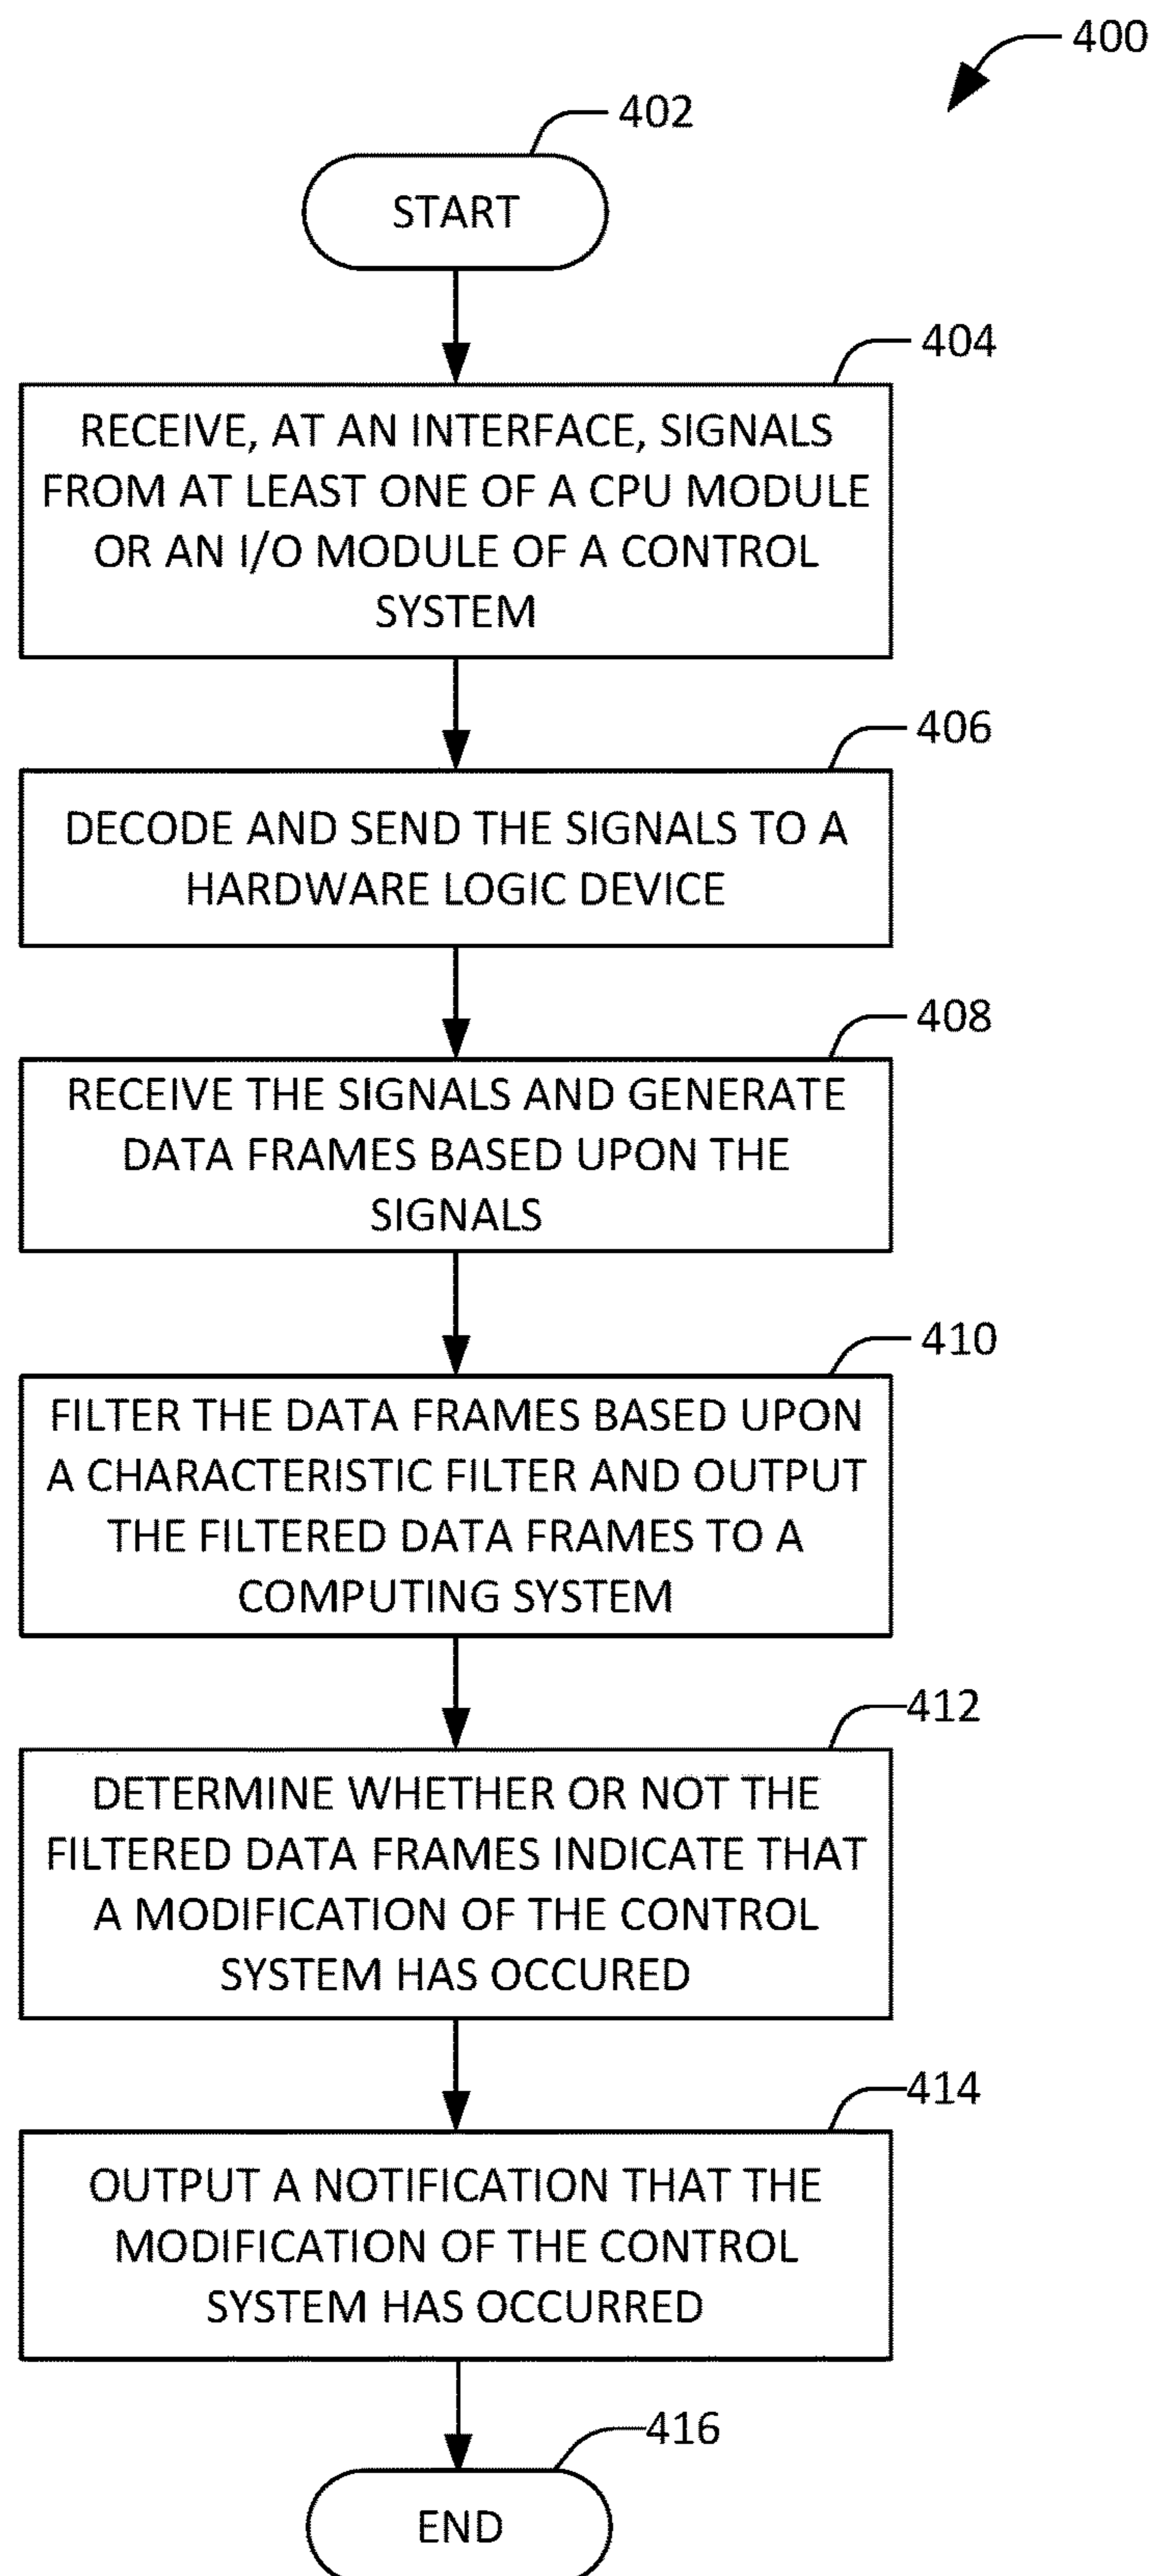 400
402
START
404
RECEIVE, AT AN INTERFACE, SIGNALS
FROM AT LEAST ONE OF A CPU MODULE
OR AN I/O MODULE OF A CONTROL
SYSTEM
406
DECODE AND SEND THE SIGNALS TO A
HARDWARE LOGIC DEVICE
408
RECEIVE THE SIGNALS AND GENERATE
DATA FRAMES BASED UPON THE
SIGNALS
410
FILTER THE DATA FRAMES BASED UPON
A CHARACTERISTIC FILTER AND OUTPUT
THE FILTERED DATA FRAMES TO A
COMPUTING SYSTEM
412
DETERMINE WHETHER OR NOT THE
FILTERED DATA FRAMES INDICATE THAT
A MODIFICATION OF THE CONTROL
SYSTEM HAS OCCURED
414
OUTPUT A NOTIFICATION THAT THE
MODIFICATION OF THE CONTROL
SYSTEM HAS OCCURRED
416
END